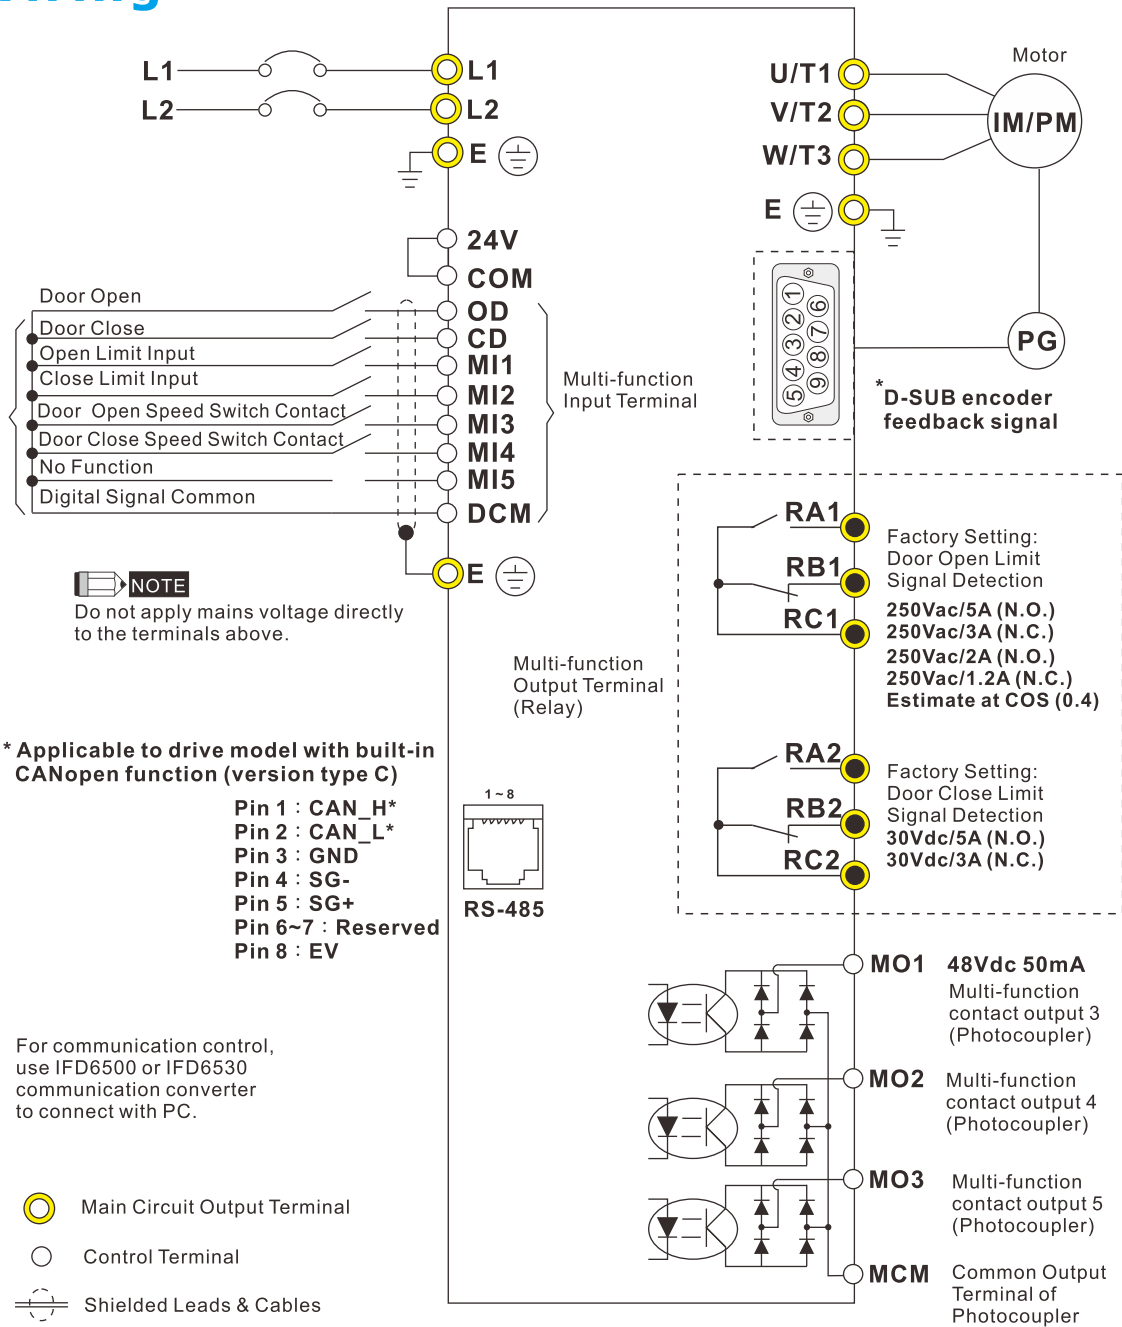 L1
L1
L2
L2
E
24V
COM
Door Open
OD
Door Close
CD
Open Limit Input
MI1
Close Limit Input
MI2
Door Open Speed Switch Contact
MI3
Door Close Speed Switch Contact
MI4
No Function
MI5
Digital Signal Common
DCM
E
Multi-function
Input Terminal
NOTE
Do not apply mains voltage directly
to the terminals above.
U/T1
V/T2
W/T3
E
Motor
IM/PM
PG
1
2
3
4
5
6
7
8
9
*D-SUB encoder
feedback signal
RA1
RB1
RC1
Factory Setting:
Door Open Limit
Signal Detection
250Vac/5A (N.O.)
250Vac/3A (N.C.)
250Vac/2A (N.O.)
250Vac/1.2A (N.C.)
Estimate at COS (0.4)
Multi-function
Output Terminal
(Relay)
RA2
RB2
RC2
Factory Setting:
Door Close Limit
Signal Detection
30Vdc/5A (N.O.)
30Vdc/3A (N.C.)
* Applicable to drive model with built-in
CANopen function (version type C)
Pin 1 : CAN_H*
Pin 2 : CAN_L*
Pin 3 : GND
Pin 4 : SG-
Pin 5 : SG+
Pin 6~7 : Reserved
Pin 8 : EV
1~8
RS-485
For communication control,
use IFD6500 or IFD6530
communication converter
to connect with PC.
MO1
48Vdc 50mA
Multi-function
contact output 3
(Photocoupler)
MO2
Multi-function
contact output 4
(Photocoupler)
MO3
Multi-function
contact output 5
(Photocoupler)
MCM
Common Output
Terminal of
Photocoupler
Main Circuit Output Terminal
Control Terminal
Shielded Leads & Cables